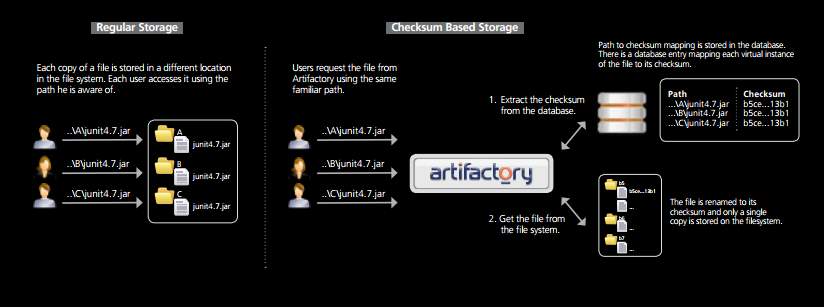 Regular Storage
Each copy of a file is stored in a different location
in the file system. Each user accesses it using the
path he is aware of.
..\A\junit4.7.jar
..\B\junit4.7.jar
..\C\junit4.7.jar
A
junit4.7.jar
B
junit4.7.jar
C
junit4.7.jar
Checksum Based Storage
Users request the file from
Artifactory using the same
familiar path.
..\A\junit4.7.jar
..\B\junit4.7.jar
..\C\junit4.7.jar
artifactory
1. Extract the checksum
from the database.
2. Get the file from
the file system.
Path to checksum mapping is stored in the database.
There is a database entry mapping each virtual instance
of the file to its checksum.
Path Checksum
...\A\junit4.7.jar b5ce...13b1
...\B\junit4.7.jar b5ce...13b1
...\C\junit4.7.jar b5ce...13b1
b5
b5ce...13b1
...
b6
...
b7
...
The file is renamed to its
checksum and only a single
copy is stored on the filesystem.